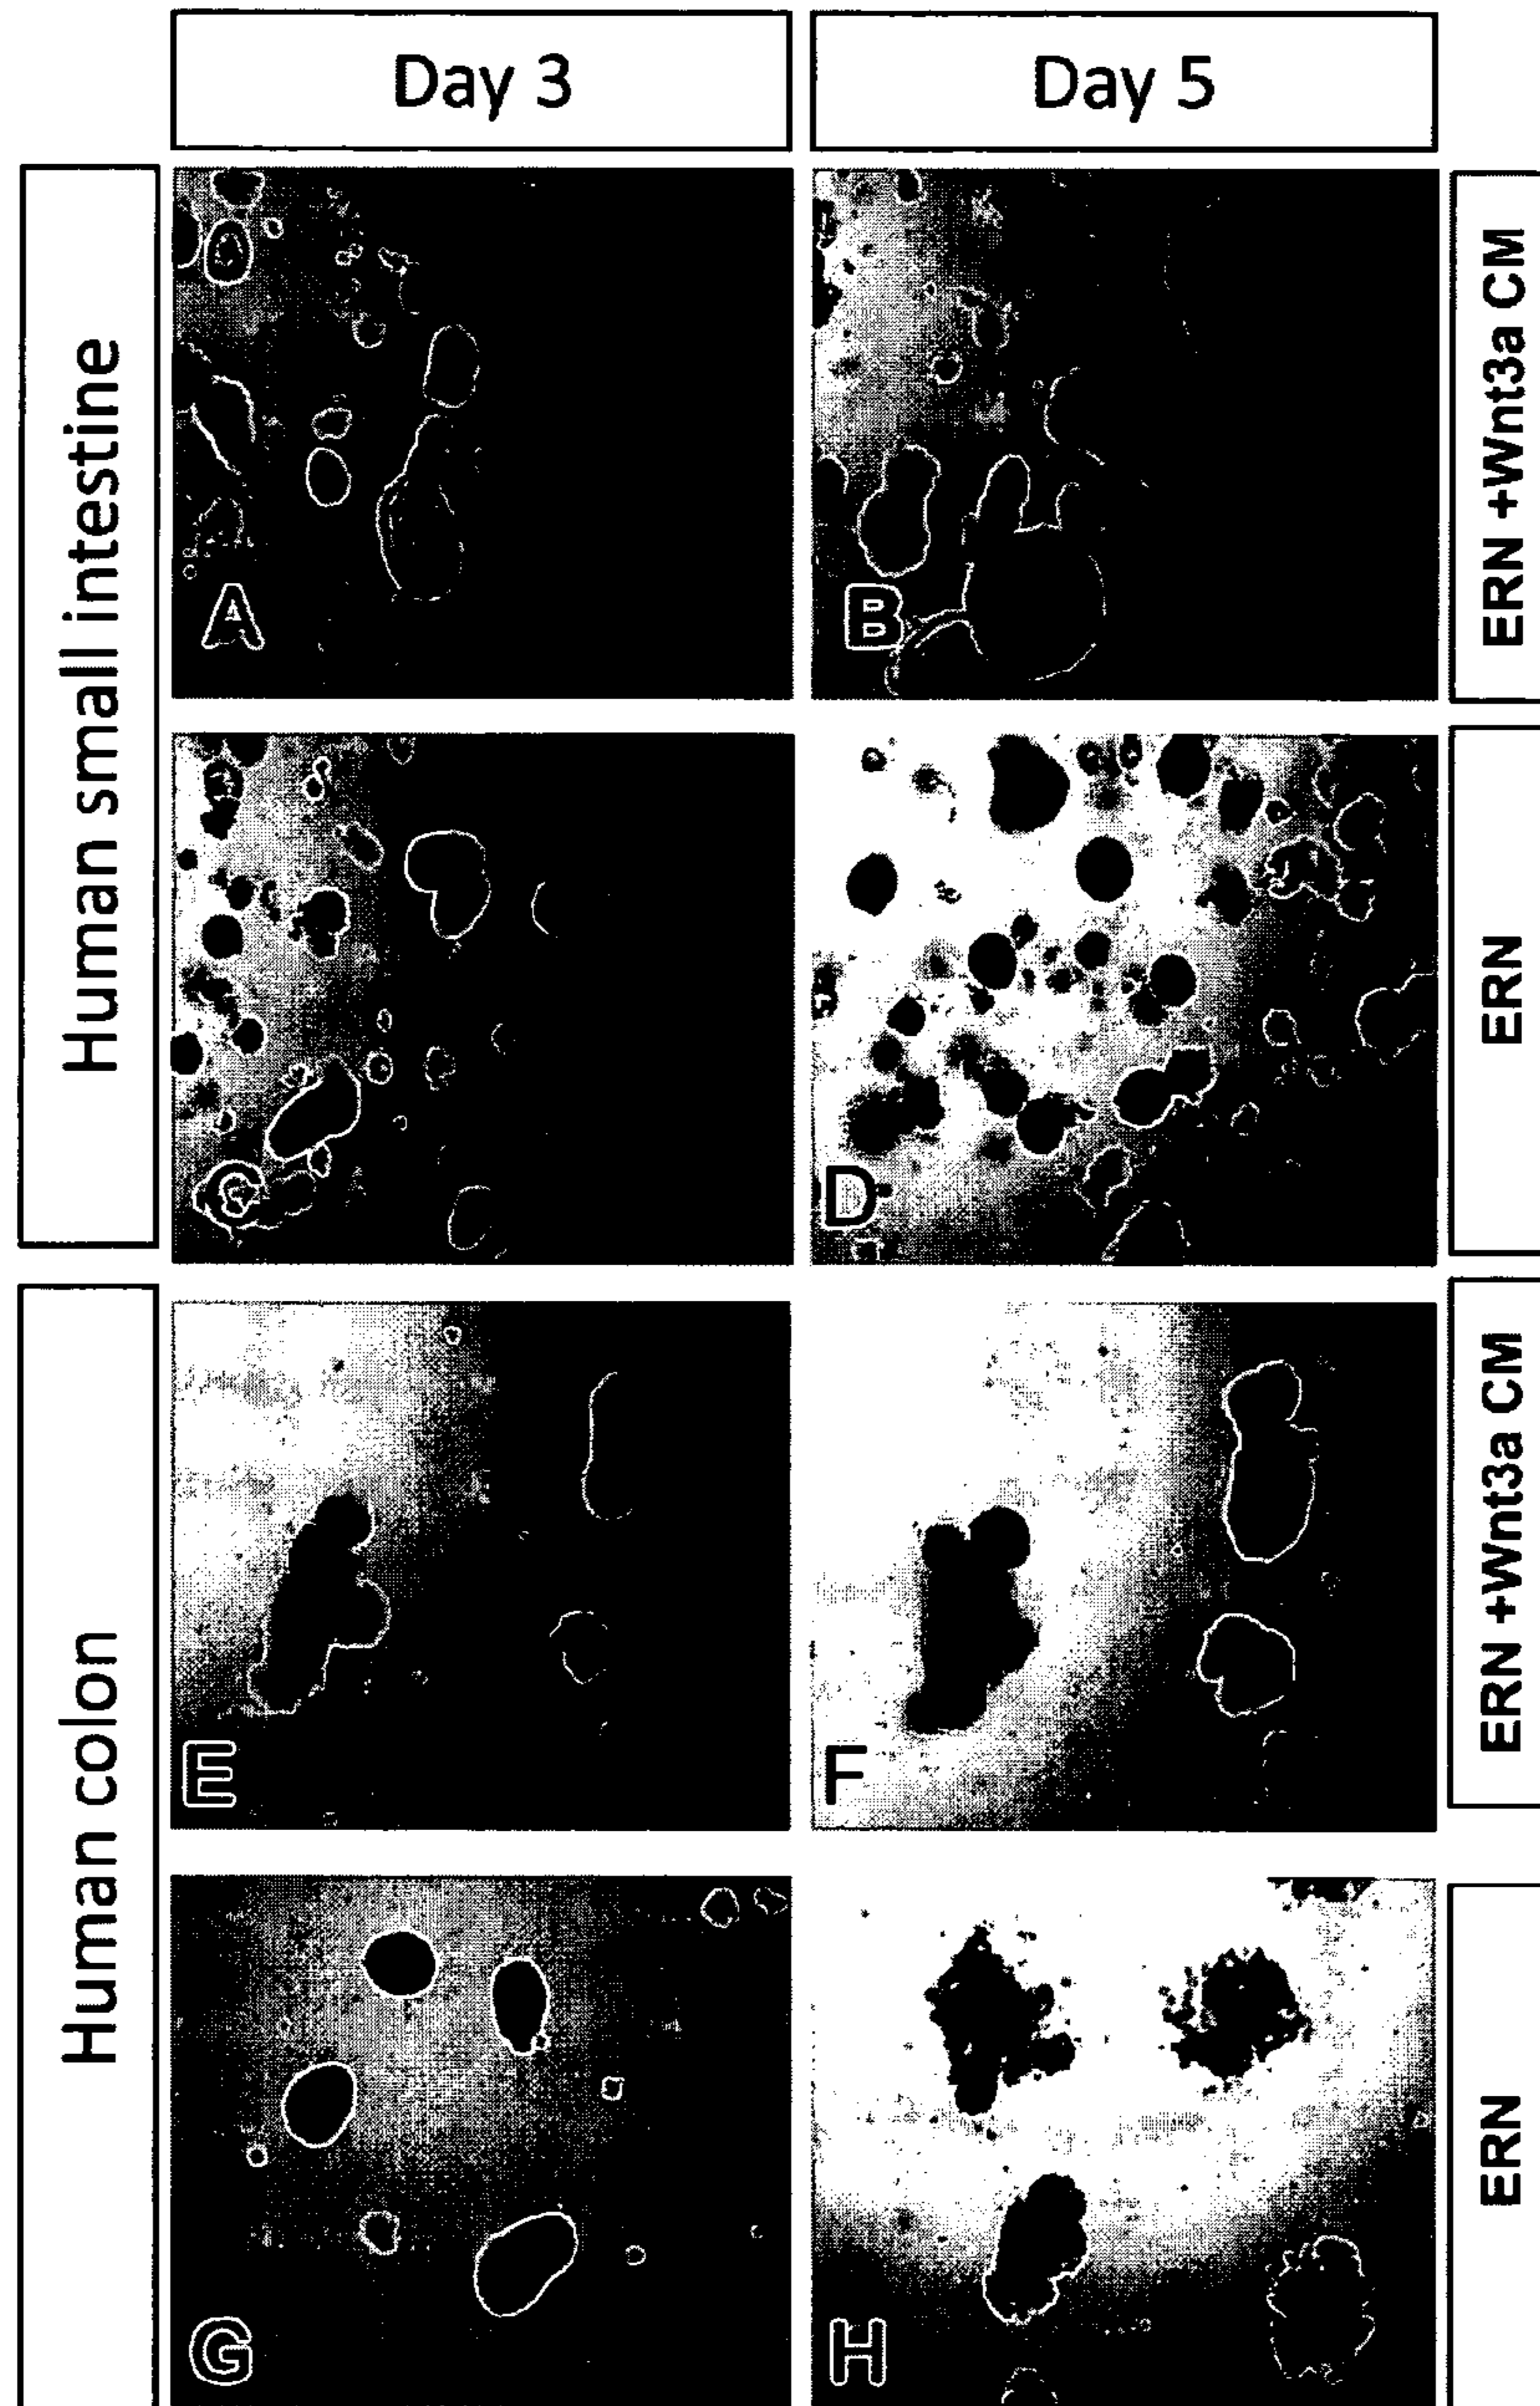 Day 3
Day 5
Human small intestine
A
B
ERN +Wnt3a CM
C
D
ERN
Human colon
E
F
ERN +Wnt3a CM
G
H
ERN